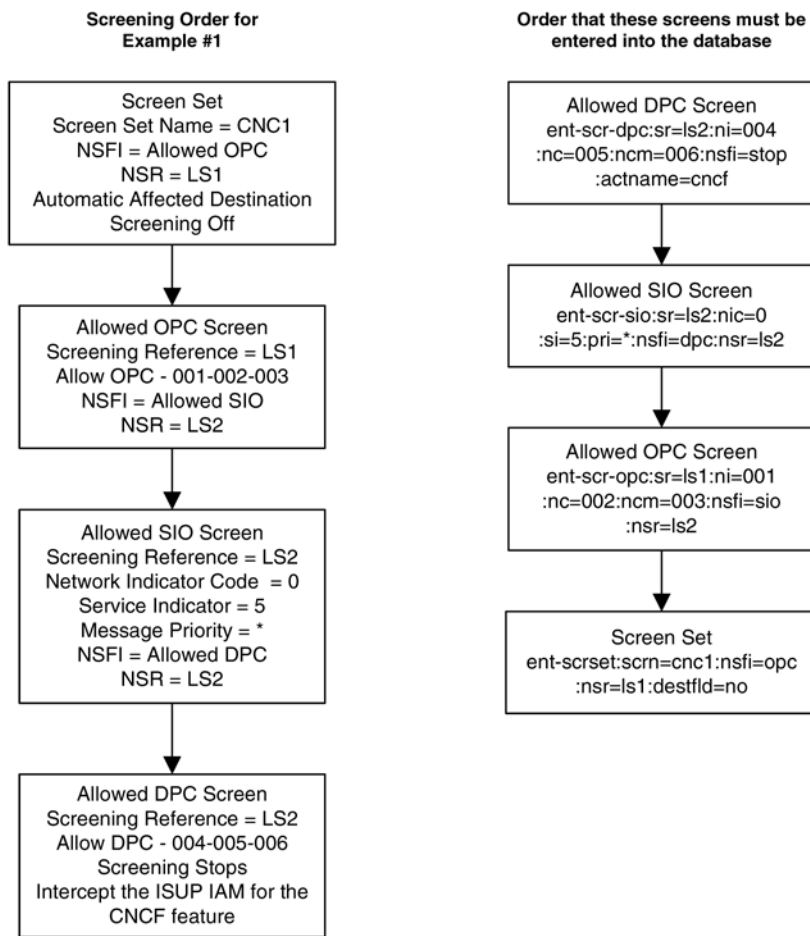 Screening Order for
Example #1
Screen Set
Screen Set Name = CNC1
NSFI = Allowed OPC
NSR = LS1
Automatic Affected Destination
Screening Off
Allowed OPC Screen
Screening Reference = LS1
Allow OPC - 001-002-003
NSFI = Allowed SIO
NSR = LS2
Allowed SIO Screen
Screening Reference = LS2
Network Indicator Code = 0
Service Indicator = 5
Message Priority = *
NSFI = Allowed DPC
NSR = LS2
Allowed DPC Screen
Screening Reference = LS2
Allow DPC - 004-005-006
Screening Stops
Intercept the ISUP IAM for the
CNCF feature
Order that these screens must be
entered into the database
Allowed DPC Screen
ent-scr-dpc:sr=ls2:ni=004
:nc=005:ncm=006:nsfi=stop
:actname=cncf
Allowed SIO Screen
ent-scr-sio:sr=ls2:nic=0
:si=5:pri=*:nsfi=dpc:nsr=ls2
Allowed OPC Screen
ent-scr-opc:sr=ls1:ni=001
:nc=002:ncm=003:nsfi=sio
:nsr=ls2
Screen Set
ent-scrset:scrn=cnc1:nsfi=opc
:nsr=ls1:destfld=no